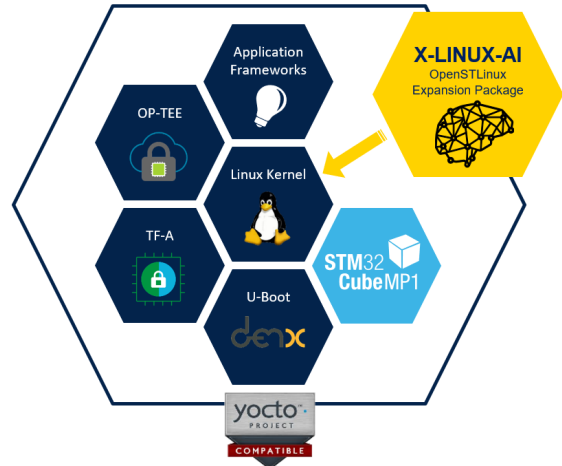 Application
Frameworks
X-LINUX-AI
OpenSTLinux
Expansion Package
OP-TEE
Linux Kernel
TF-A
STM32
CubeMP1
U-Boot
denx
yocto
PROJECT
COMPATIBLE